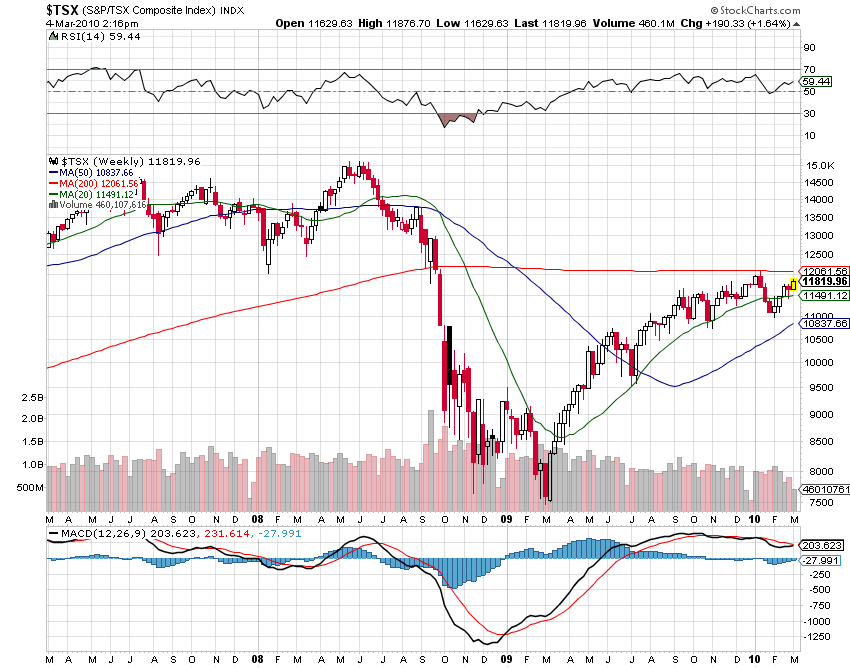 $TSX (S&P/TSX Composite Index) INDX © StockCharts.com
4-Mar-2010 2:16pm Open 11629.63 High 11876.70 Low 11629.63 Last 11819.96 Volume 460.1M Chg +190.33 (+1.64%)
RSI(14) 59.44
90
70
59.44
50
30
10
$TSX (Weekly) 11819.96
MA(50) 10837.66
MA(200) 12061.56
MA(20) 11491.12
Volume 460,107,616
15.0K
14500
14000
13500
13000
12500
12061.56
11819.96
11491.12
11000
10837.66
10500
10000
9500
9000
8500
8000
7500
2.5B
2.0B
1.5B
1.0B
500M
46010761
M A M J J A S O N D 08 F M A M J J A S O N D 09 F M A M J J A S O N D 10 F M
MACD(12,26,9) 203.623, 231.614, -27.991
203.623
-27.991
-250
-500
-750
-1000
-1250
M A M J J A S O N D 08 F M A M J J A S O N D 09 F M A M J J A S O N D 10 F M